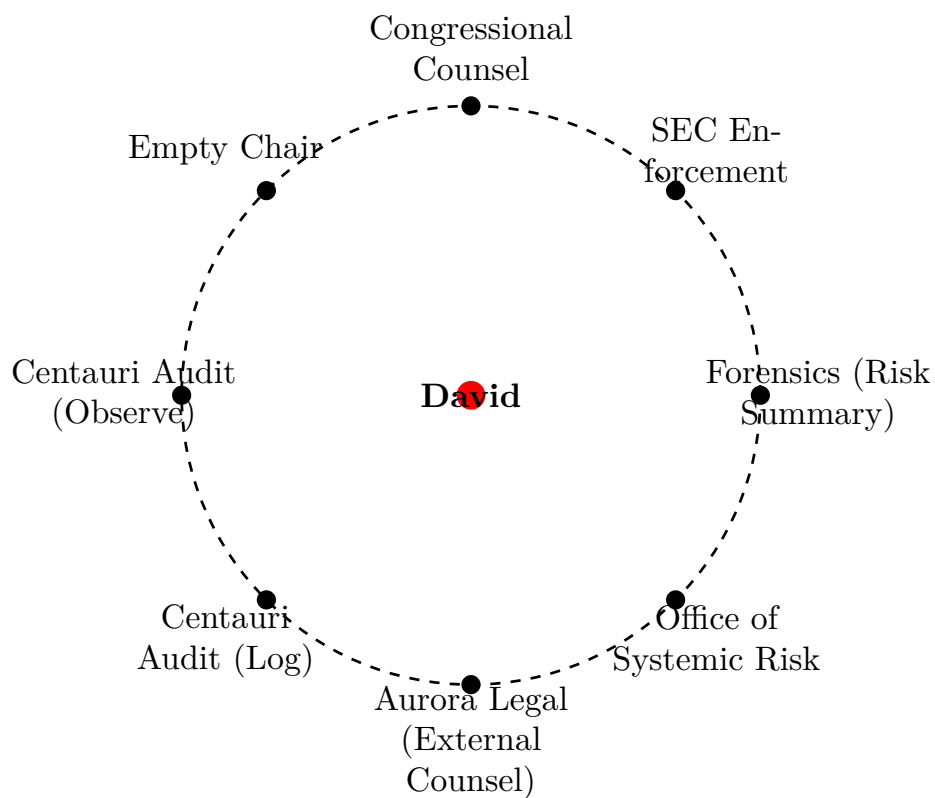 Congressional
Counsel
SEC En-
forcement
Empty Chair
Centauri Audit
(Observe)
David
Forensics (Risk
Summary)
Centauri
Audit (Log)
Office of
Systemic Risk
Aurora Legal
(External
Counsel)